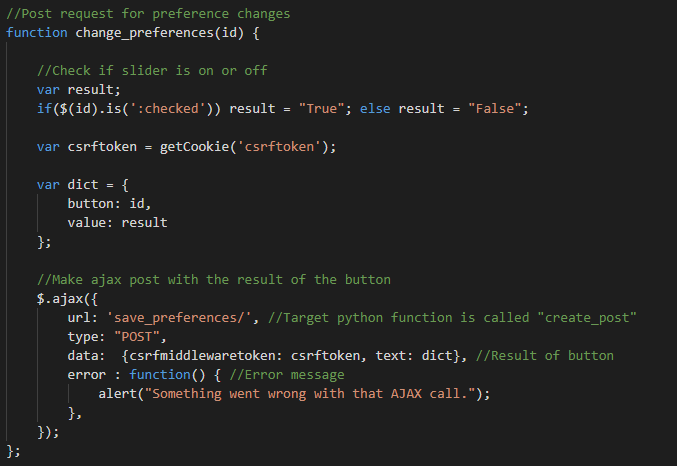 //Post request for preference changes
function change_preferences(id) {
//Check if slider is on or off
var result;
if($(id).is(':checked')) result = "True"; else result = "False";
var csrftoken = getCookie('csrftoken');
var dict = {
button: id,
value: result
};
//Make ajax post with the result of the button
$.ajax({
url: 'save_preferences/', //Target python function is called "create_post"
type: "POST",
data:  {csrfmiddlewaretoken: csrftoken, text: dict}, //Result of button
error : function() { //Error message
alert("Something went wrong with that AJAX call.");
},
});
};